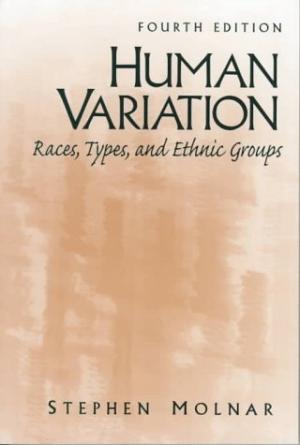 FOURTH EDITION
HUMAN
VARIATION
Races, Types, and Ethnic Groups
STEPHEN MOLNAR